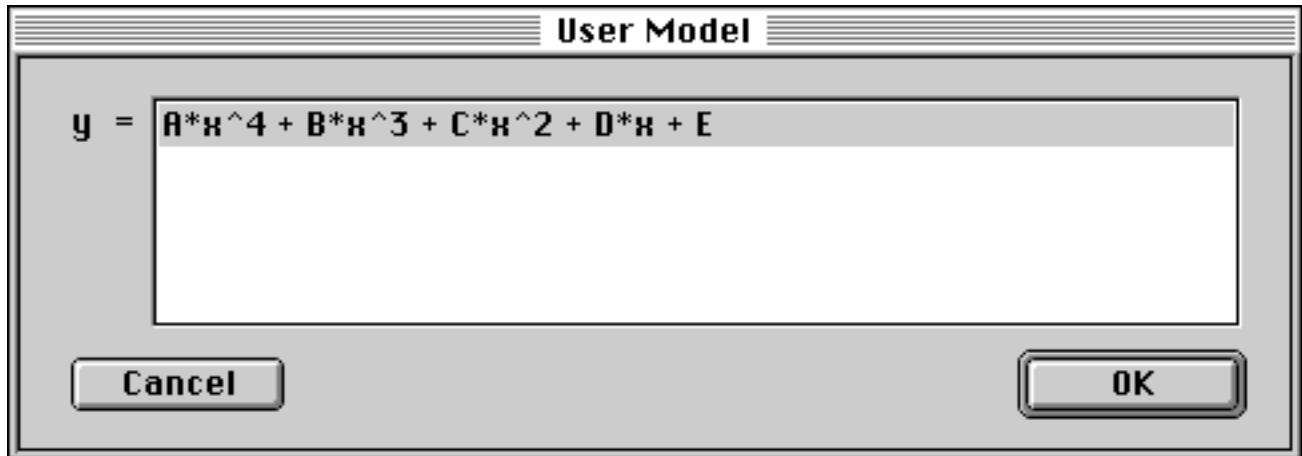 User Model
y = A*x^4 + B*x^3 + C*x^2 + D*x + E
Cancel
OK